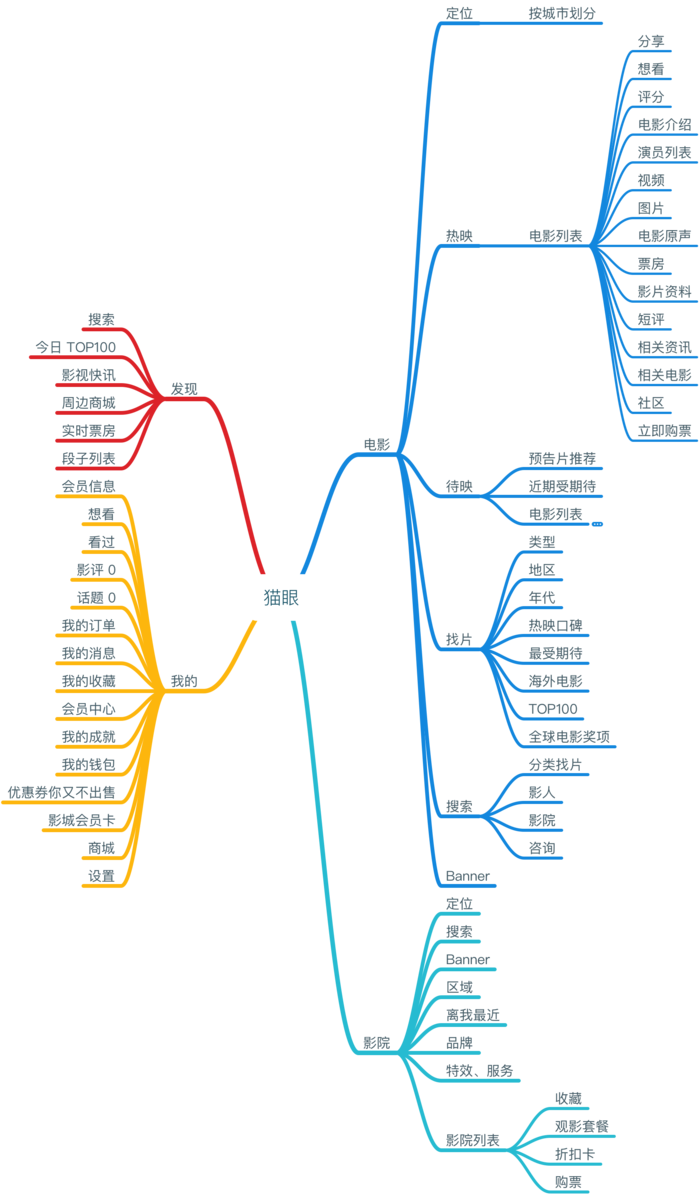 猫眼
电影
定位
按城市划分
热映
电影列表
分享
想看
评分
电影介绍
演员列表
视频
图片
电影原声
票房
影片资料
短评
相关资讯
相关电影
社区
立即购票
待映
预告片推荐
近期受期待
电影列表
找片
类型
地区
年代
热映口碑
最受期待
海外电影
TOP100
全球电影奖项
搜索
分类找片
影人
影院
咨询
Banner
影院
定位
搜索
Banner
区域
离我最近
品牌
特效、服务
影院列表
收藏
观影套餐
折扣卡
购票
发现
搜索
今日 TOP100
影视快讯
周边商城
实时票房
段子列表
我的
会员信息
想看
看过
影评 0
话题 0
我的订单
我的消息
我的收藏
会员中心
我的成就
我的钱包
优惠券你又不出售
影城会员卡
商城
设置